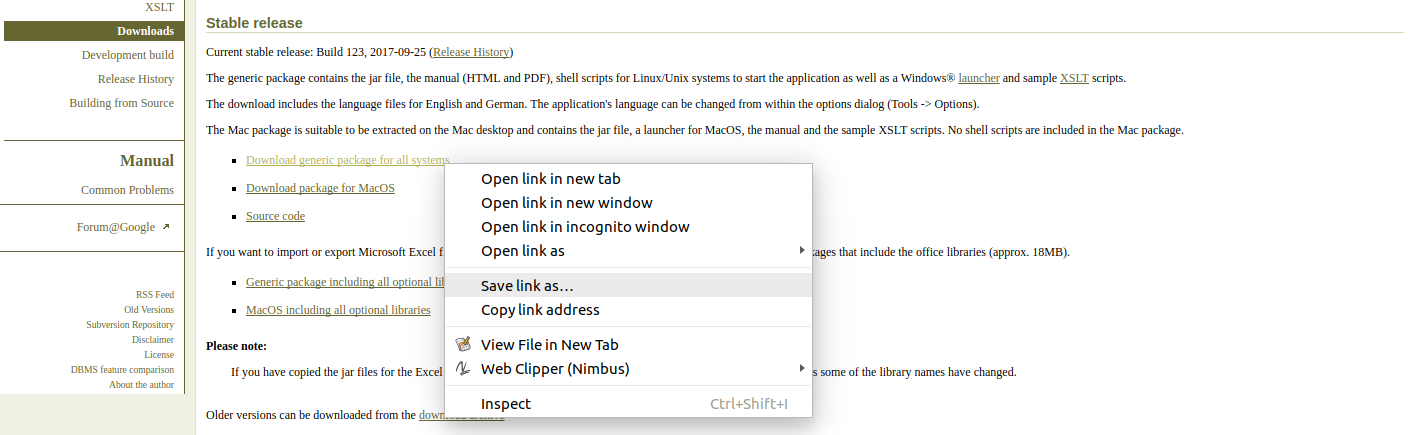 XSLT
Downloads
Development build
Release History
Building from Source
Manual
Common Problems
Forum@Google
RSS Feed
Old Versions
Subversion Repository
Disclaimer
License
DBMS feature comparison
About the author
Stable release
Current stable release: Build 123, 2017-09-25 (Release History)
The generic package contains the jar file, the manual (HTML and PDF), shell scripts for Linux/Unix systems to start the application as well as a Windows® launcher and sample XSLT scripts.
The download includes the language files for English and German. The application's language can be changed from within the options dialog (Tools -> Options).
The Mac package is suitable to be extracted on the Mac desktop and contains the jar file, a launcher for MacOS, the manual and the sample XSLT scripts. No shell scripts are included in the Mac package.
Download generic package for all systems
Download package for MacOS
Source code
If you want to import or export Microsoft Excel
that include the office libraries (approx. 18MB).
Generic package including all optional
MacOS including all optional libraries
Please note:
If you have copied the jar files for the Excel
some of the library names have changed.
Older versions can be downloaded from the
Open link in new tab
Open link in new window
Open link in incognito window
Open link as
Save link as…
Copy link address
View File in New Tab
Web Clipper (Nimbus)
Inspect Ctrl+Shift+I